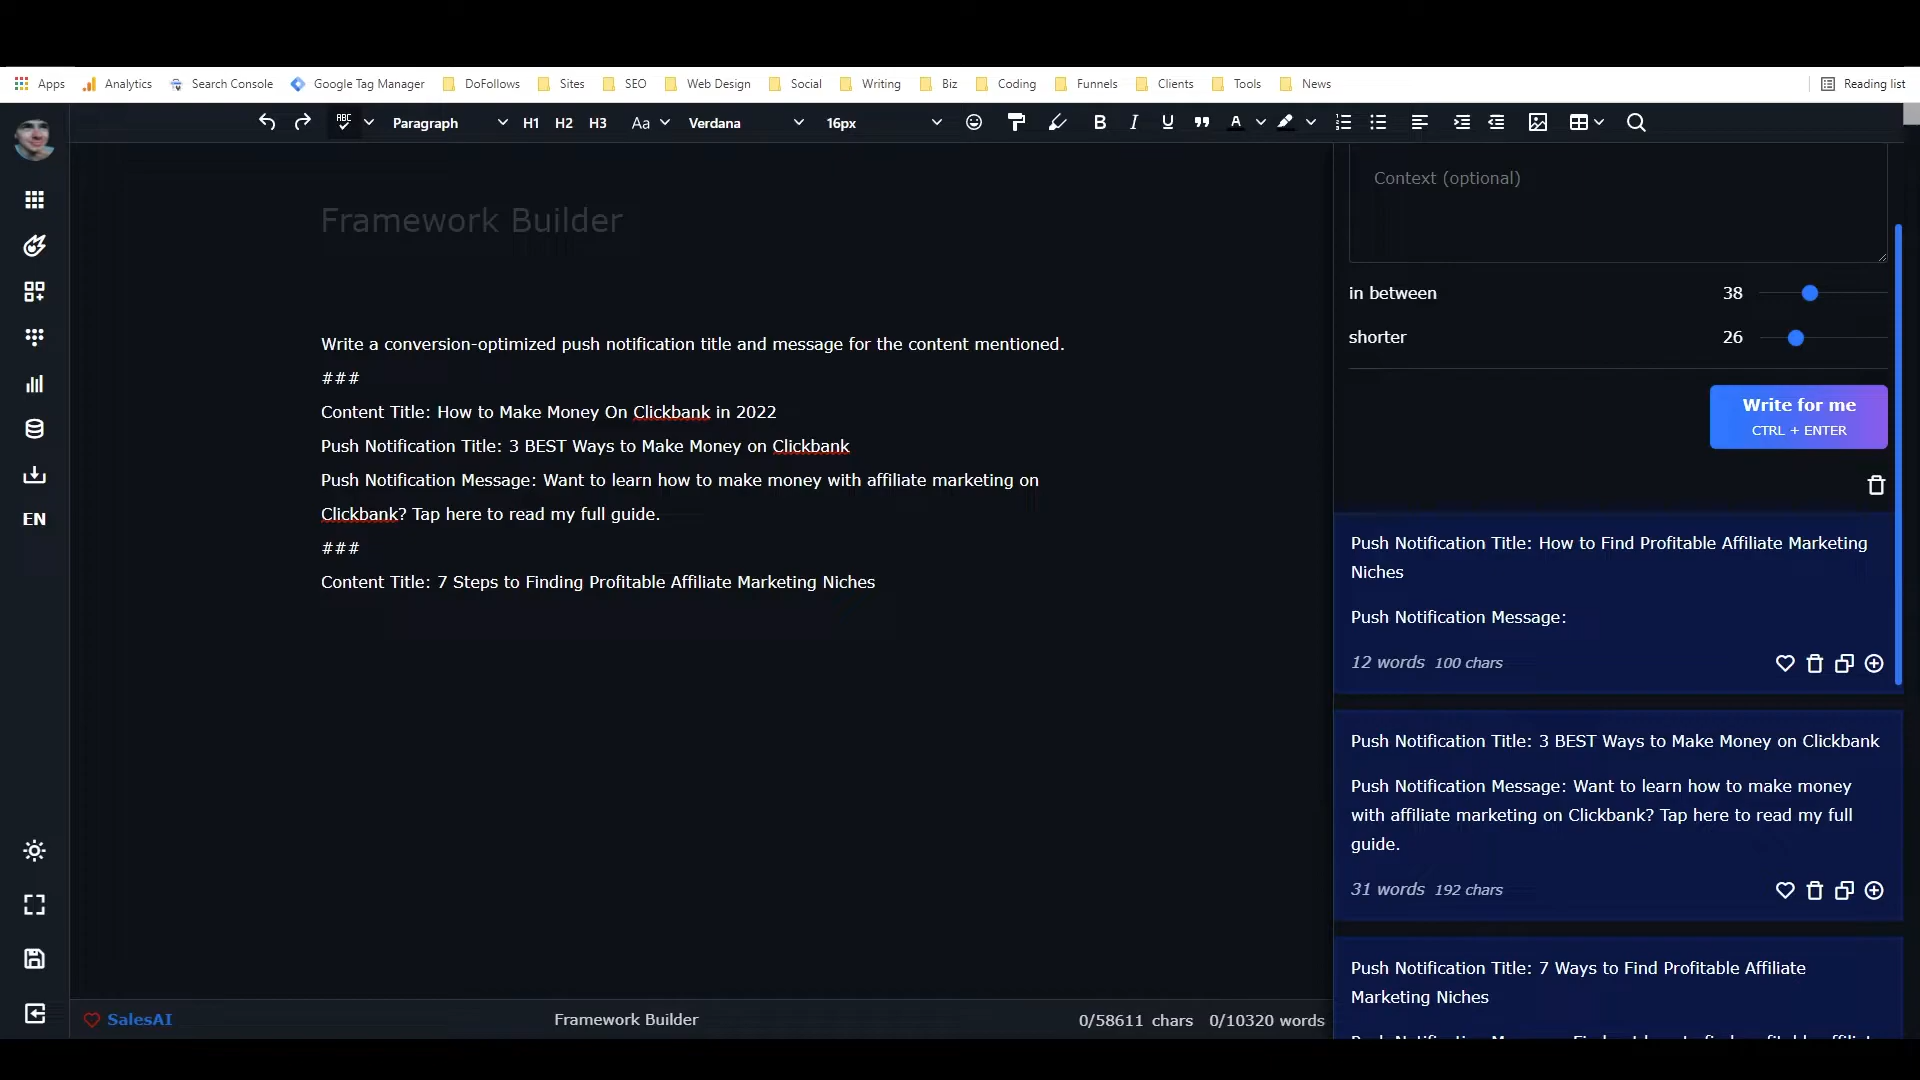 Apps Analytics Search Console Google Tag Manager DoFollows Sites SEO Web Design Social Writing Biz Coding Funnels Clients Tools News Reading list
ABC Paragraph H1 H2 H3 Aa Verdana 16px B I U A
Framework Builder
Write a conversion-optimized push notification title and message for the content mentioned.
###
Content Title: How to Make Money On Clickbank in 2022
Push Notification Title: 3 BEST Ways to Make Money on Clickbank
Push Notification Message: Want to learn how to make money with affiliate marketing on
Clickbank? Tap here to read my full guide.
###
Content Title: 7 Steps to Finding Profitable Affiliate Marketing Niches
EN
Context (optional)
in between 38
shorter 26
Write for me
CTRL + ENTER
Push Notification Title: How to Find Profitable Affiliate Marketing
Niches
Push Notification Message:
12 words 100 chars
Push Notification Title: 3 BEST Ways to Make Money on Clickbank
Push Notification Message: Want to learn how to make money
with affiliate marketing on Clickbank? Tap here to read my full
guide.
31 words 192 chars
Push Notification Title: 7 Ways to Find Profitable Affiliate
Marketing Niches
SalesAI Framework Builder 0/58611 chars 0/10320 words